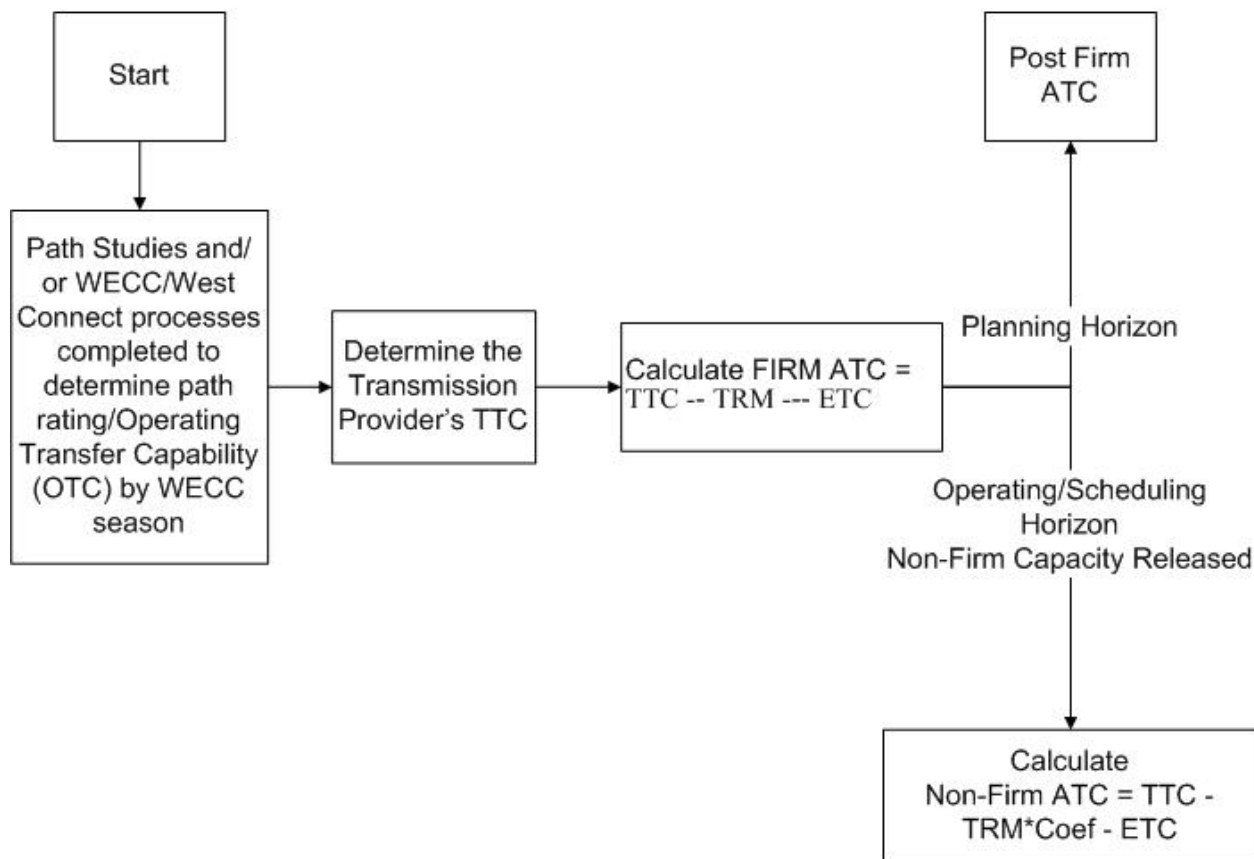 Start
Post Firm
ATC
Path Studies and/
or WECC/West
Connect processes
completed to
determine path
rating/Operating
Transfer Capability
(OTC) by WECC
season
Determine the
Transmission
Provider's TTC
Calculate FIRM ATC =
TTC -- TRM --- ETC
Planning Horizon
Operating/Scheduling
Horizon
Non-Firm Capacity Released
Calculate
Non-Firm ATC = TTC -
TRM*Coef - ETC